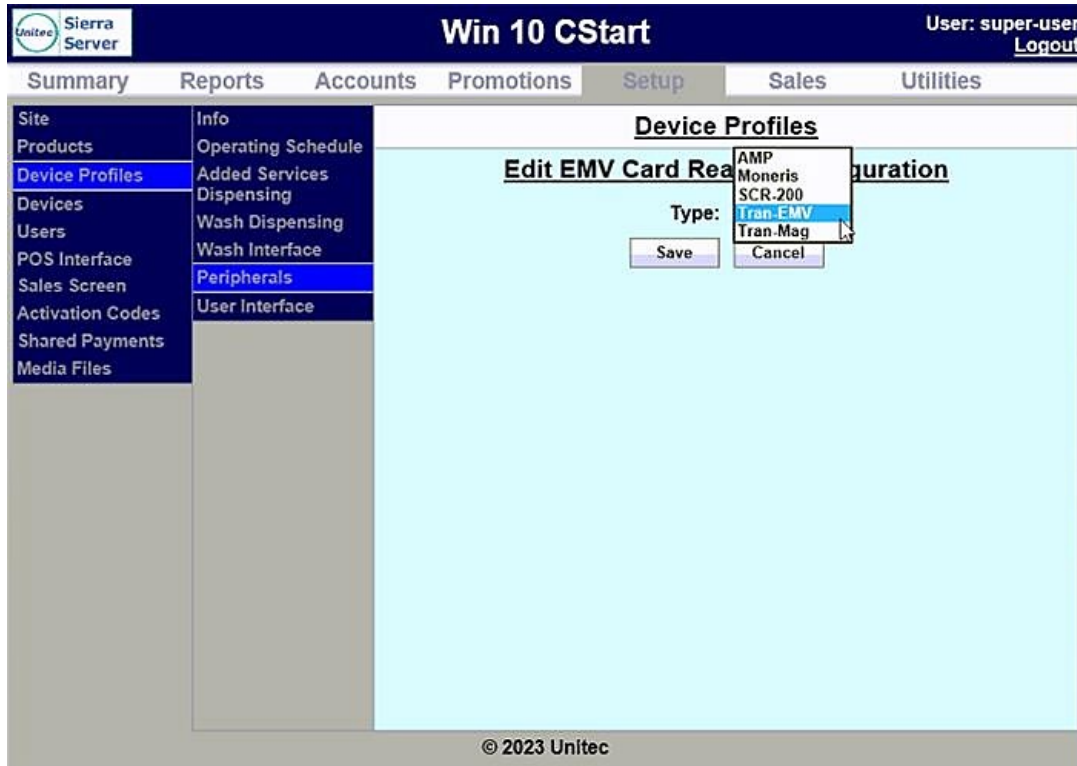 Unitec Sierra Server
Win 10 CStart
User: super-user
Logout
Summary Reports Accounts Promotions Setup Sales Utilities
Site
Products
Device Profiles
Devices
Users
POS Interface
Sales Screen
Activation Codes
Shared Payments
Media Files
Info
Operating Schedule
Added Services
Dispensing
Wash Dispensing
Wash Interface
Peripherals
User Interface
Device Profiles
Edit EMV Card
Type:
AMP
Moneris
SCR-200
Tran-EMV
Tran-Mag
Save Cancel
© 2023 Unitec